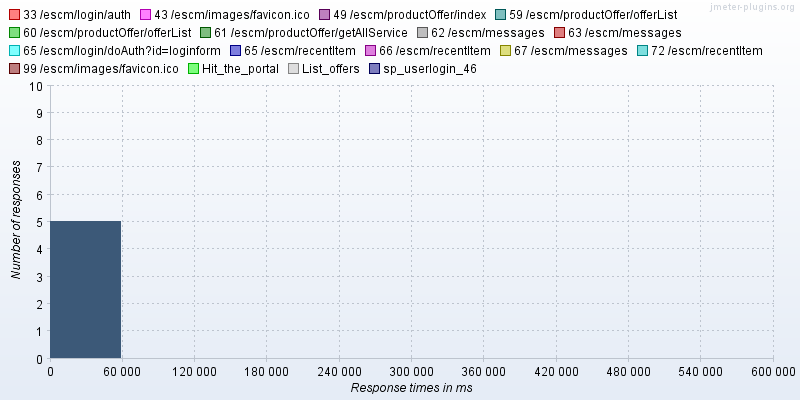 jmeter-plugins.org
33 /escm/login/auth 43 /escm/images/favicon.ico 49 /escm/productOffer/index 59 /escm/productOffer/offerList
60 /escm/productOffer/offerList 61 /escm/productOffer/getAllService 62 /escm/messages 63 /escm/messages
65 /escm/login/doAuth?id=loginform 65 /escm/recentItem 66 /escm/recentItem 67 /escm/messages 72 /escm/recentItem
99 /escm/images/favicon.ico Hit_the_portal List_offers sp_userlogin_46
10
9
8
7
6
5
4
3
2
1
0
Number of responses
0 60 000 120 000 180 000 240 000 300 000 360 000 420 000 480 000 540 000 600 000
Response times in ms